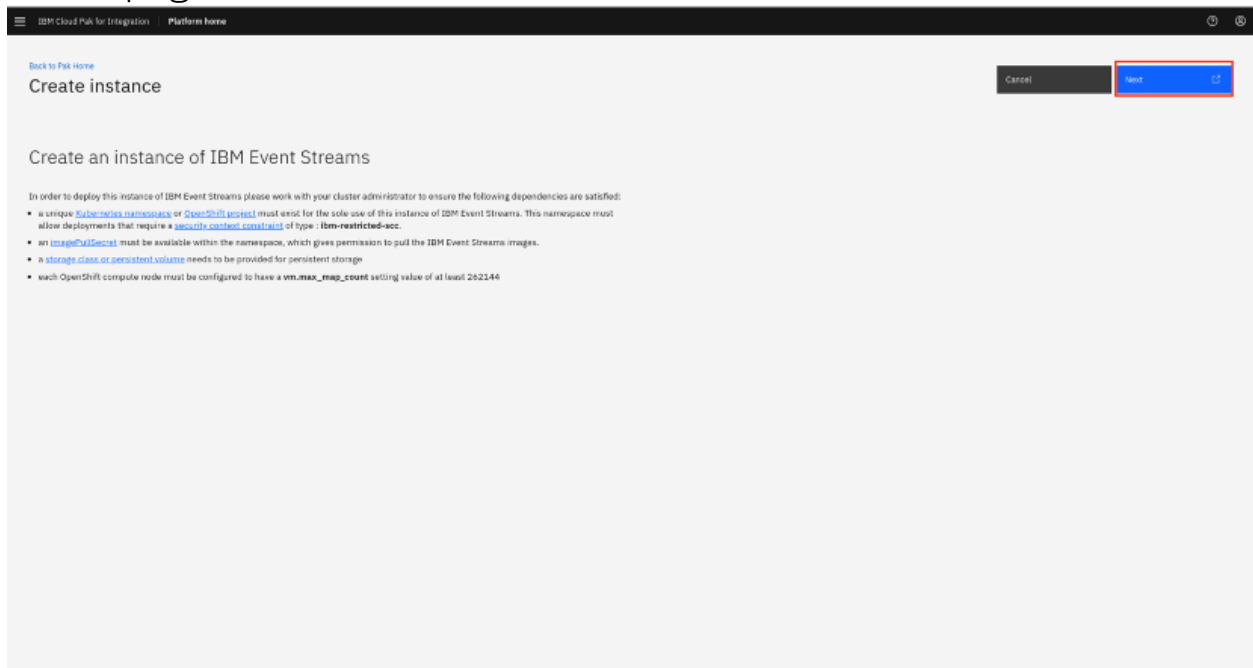 IBM Cloud Pak for Integration | Platform home
Back to Pak Home
Create instance
Cancel
Next
Create an instance of IBM Event Streams
In order to deploy this instance of IBM Event Streams please work with your cluster administrator to ensure the following dependencies are satisfied:
• a unique Kubernetes namespace or OpenShift project must exist for the sole use of this instance of IBM Event Streams. This namespace must
allow deployments that require a security context constraint of type : ibm-restricted-scc.
• an imagePullSecret must be available within the namespace, which gives permission to pull the IBM Event Streams images.
• a storage class or persistent volume needs to be provided for persistent storage
• each OpenShift compute node must be configured to have a vm.max_map_count setting value of at least 262144